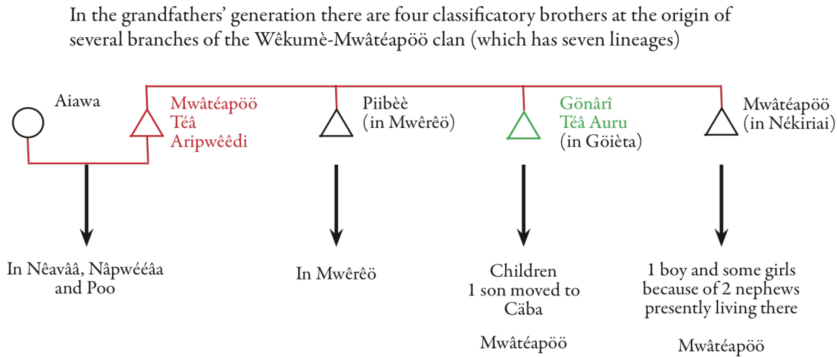 In the grandfathers’ generation there are four classificatory brothers at the origin of
several branches of the Wêkumè-Mwâtéapöö clan (which has seven lineages)
Aiawa
Mwâtéapöö
Téâ
Aripwêêdi
Piibèè
(in Mwêrêö)
Gönârî
Téâ Auru
(in Göièta)
Mwâtéapöö
(in Nékiriai)
In Nêavââ, Nâpwééâa
and Poo
In Mwêrêö
Children
1 son moved to
Cäba
Mwâtéapöö
1 boy and some girls
because of 2 nephews
presently living there
Mwâtéapöö